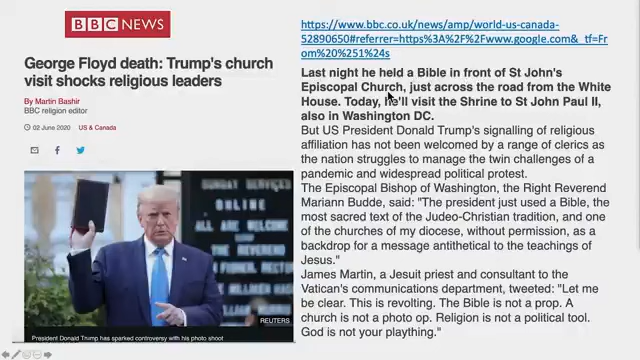 BBC NEWS
George Floyd death: Trump's church
visit shocks religious leaders
By Martin Bashir
BBC religion editor
02 June 2020 US & Canada
SUNDAY SERVICES
ONLINE
ALL ARE WELCOME
THE REVEREND
REUTERS
President Donald Trump has sparked controversy with his photo shoot
https://www.bbc.co.uk/news/amp/world-us-canada-
52890650#referrer=https%3A%2F%2Fwww.google.com&_tf=Fr
om%20%251%24s
Last night he held a Bible in front of St John's
Episcopal Church, just across the road from the White
House. Today, he'll visit the Shrine to St John Paul II,
also in Washington DC.
But US President Donald Trump's signalling of religious
affiliation has not been welcomed by a range of clerics as
the nation struggles to manage the twin challenges of a
pandemic and widespread political protest.
The Episcopal Bishop of Washington, the Right Reverend
Mariann Budde, said: "The president just used a Bible, the
most sacred text of the Judeo-Christian tradition, and one
of the churches of my diocese, without permission, as a
backdrop for a message antithetical to the teachings of
Jesus."
James Martin, a Jesuit priest and consultant to the
Vatican's communications department, tweeted: "Let me
be clear. This is revolting. The Bible is not a prop. A
church is not a photo op. Religion is not a political tool.
God is not your plaything."